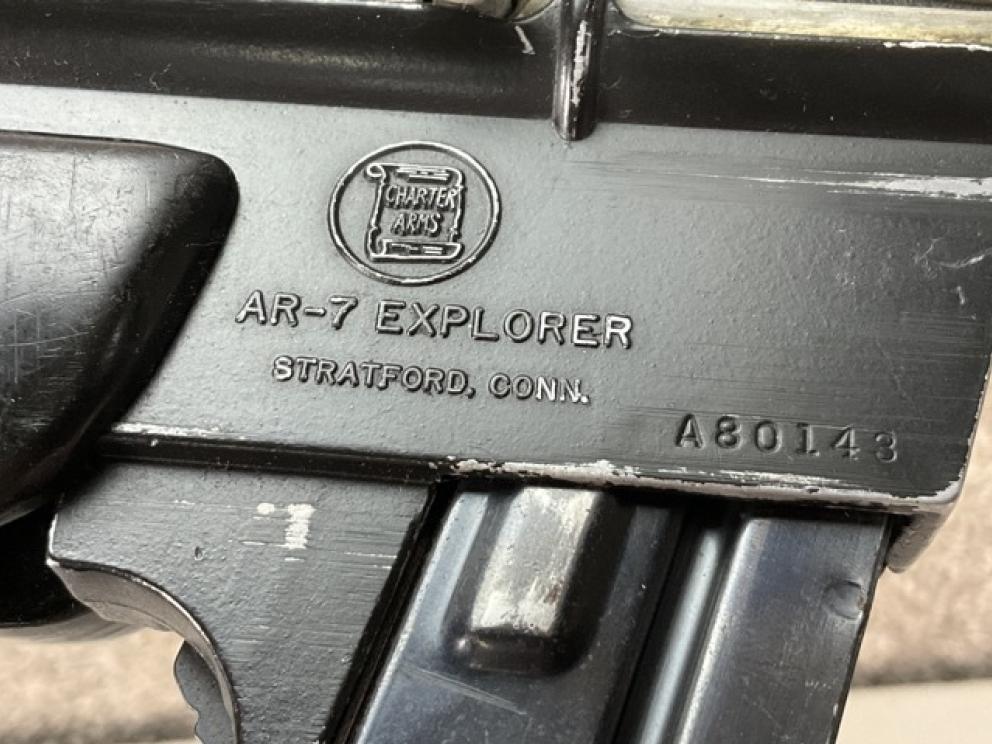 CHARTER
ARMS
AR-7 EXPLORER
STRATFORD, CONN.
A80143